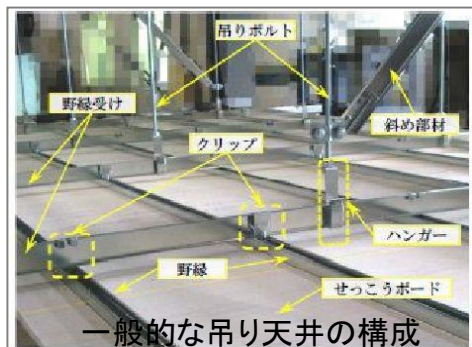 吊りボルト
野縁受け
斜め部材
クリップ
ハンガー
野縁
せっこうボード
一般的な吊り天井の構成